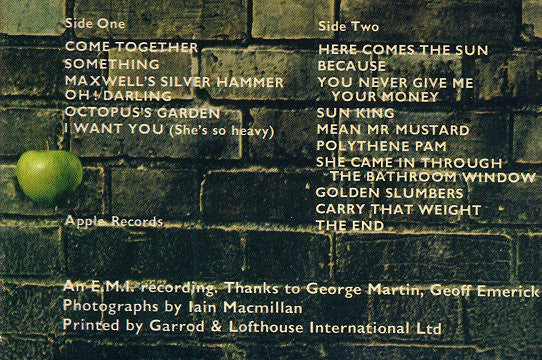 Side One
COME TOGETHER
SOMETHING
MAXWELL'S SILVER HAMMER
OH! DARLING
OCTOPUS'S GARDEN
I WANT YOU (She's so heavy)
Apple Records
Side Two
HERE COMES THE SUN
BECAUSE
YOU NEVER GIVE ME
YOUR MONEY
SUN KING
MEAN MR MUSTARD
POLYTHENE PAM
SHE CAME IN THROUGH
THE BATHROOM WINDOW
GOLDEN SLUMBERS
CARRY THAT WEIGHT
THE END
An E.M.I. recording. Thanks to George Martin, Geoff Emerick
Photographs by Iain Macmillan
Printed by Garrod & Lofthouse International Ltd